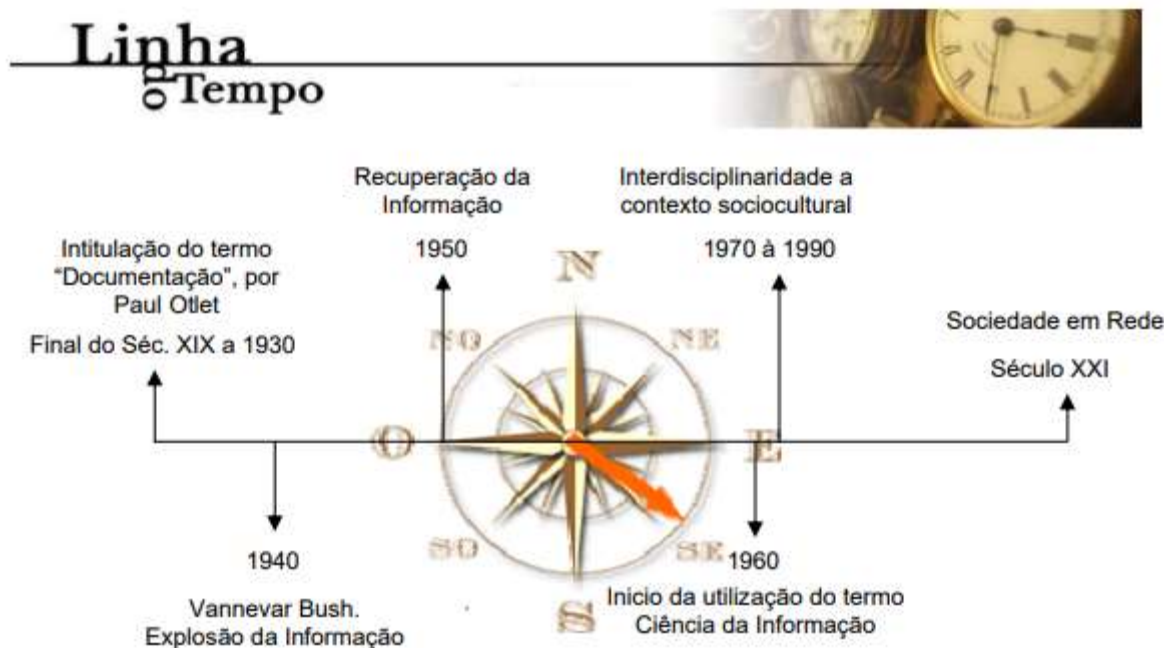 Linha
do
Tempo
Recuperação da
Informação
1950
Interdisciplinaridade a
contexto sociocultural
1970 à 1990
Intitulação do termo
“Documentação”, por
Paul Otlet
Final do Séc. XIX a 1930
Sociedade em Rede
Século XXI
N
NO
NE
O
E
SO
SE
S
1940
Vannevar Bush.
Explosão da Informação
1960
Inicio da utilização do termo
Ciência da Informação